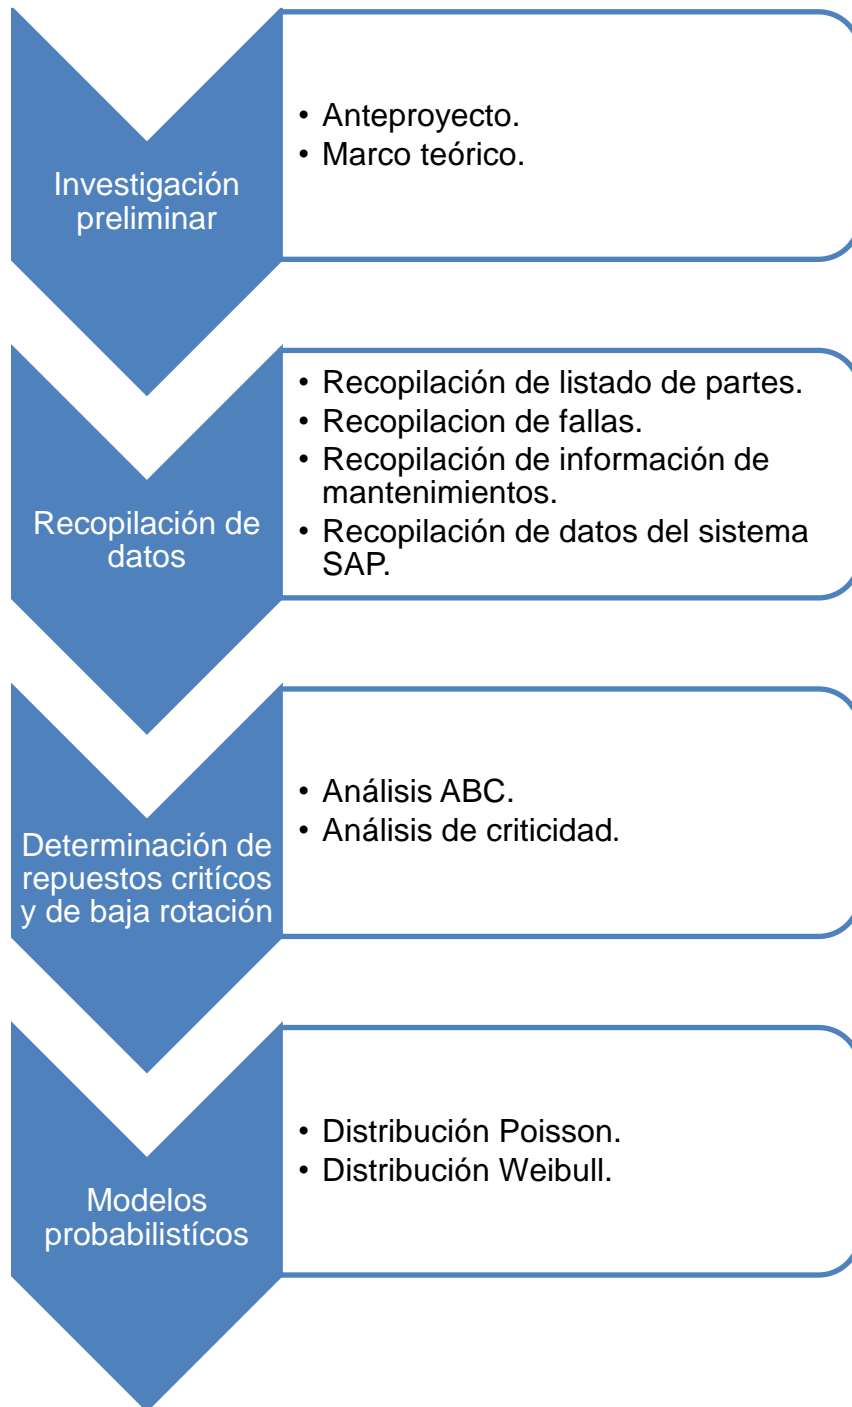 Investigación
preliminar
• Anteproyecto.
• Marco teórico.
Recopilación de
datos
• Recopilación de listado de partes.
• Recopilacion de fallas.
• Recopilación de información de
mantenimientos.
• Recopilación de datos del sistema
SAP.
Determinación de
repuestos critícos
y de baja rotación
• Análisis ABC.
• Análisis de criticidad.
Modelos
probabilistícos
• Distribución Poisson.
• Distribución Weibull.